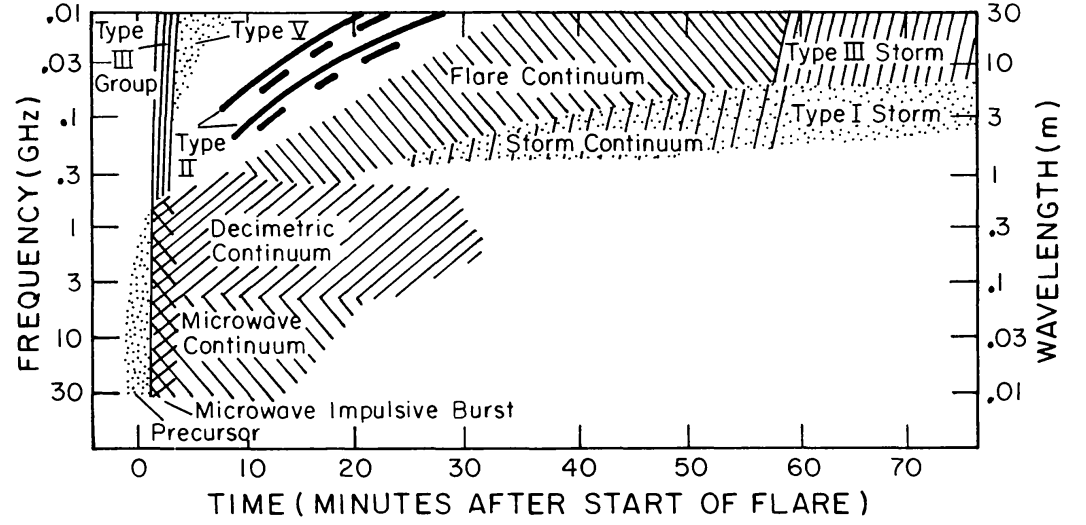 .01
.03
.1
.3
1
3
10
30
FREQUENCY (GHz)
Type
III
Group
Type V
Type
II
Flare Continuum
Type III Storm
Type I Storm
Storm Continuum
Decimetric
Continuum
Microwave
Continuum
Microwave Impulsive Burst
Precursor
30
10
3
1
.3
.1
.03
.01
WAVELENGTH (m)
0 10 20 30 40 50 60 70
TIME (MINUTES AFTER START OF FLARE)